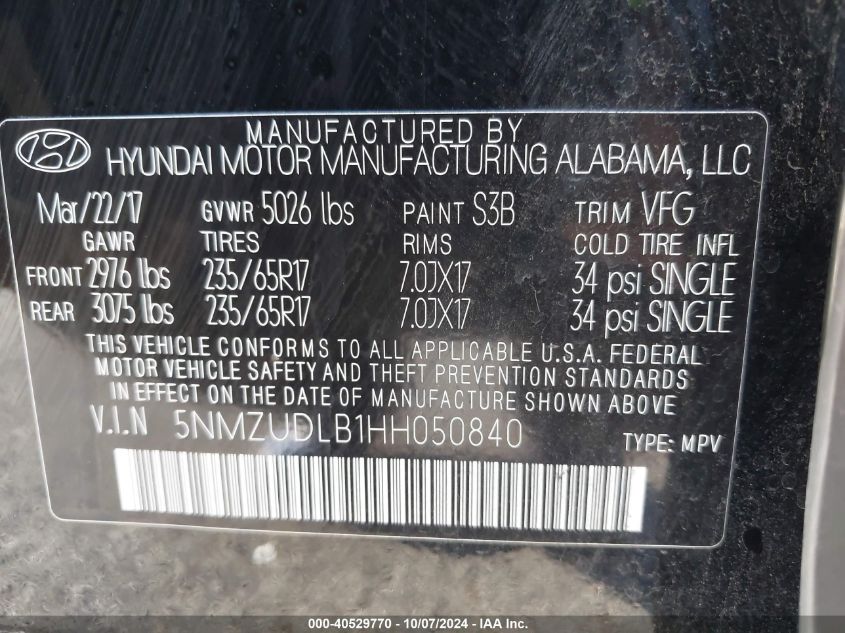 MANUFACTURED BY
HYUNDAI MOTOR MANUFACTURING ALABAMA, LLC
Mar/22/17 GVWR 5026 lbs PAINT S3B TRIM VFG
GAWR TIRES RIMS COLD TIRE INFL
FRONT 2976 lbs 235/65R17 7.0JX17 34 psi SINGLE
REAR 3075 lbs 235/65R17 7.0JX17 34 psi SINGLE
THIS VEHICLE CONFORMS TO ALL APPLICABLE U.S.A. FEDERAL
MOTOR VEHICLE SAFETY AND THEFT PREVENTION STANDARDS
IN EFFECT ON THE DATE OF MANUFACTURE SHOWN ABOVE
V.I.N 5NMZUDLB1HH050840 TYPE: MPV
000-40529770 - 10/07/2024 - IAA Inc.